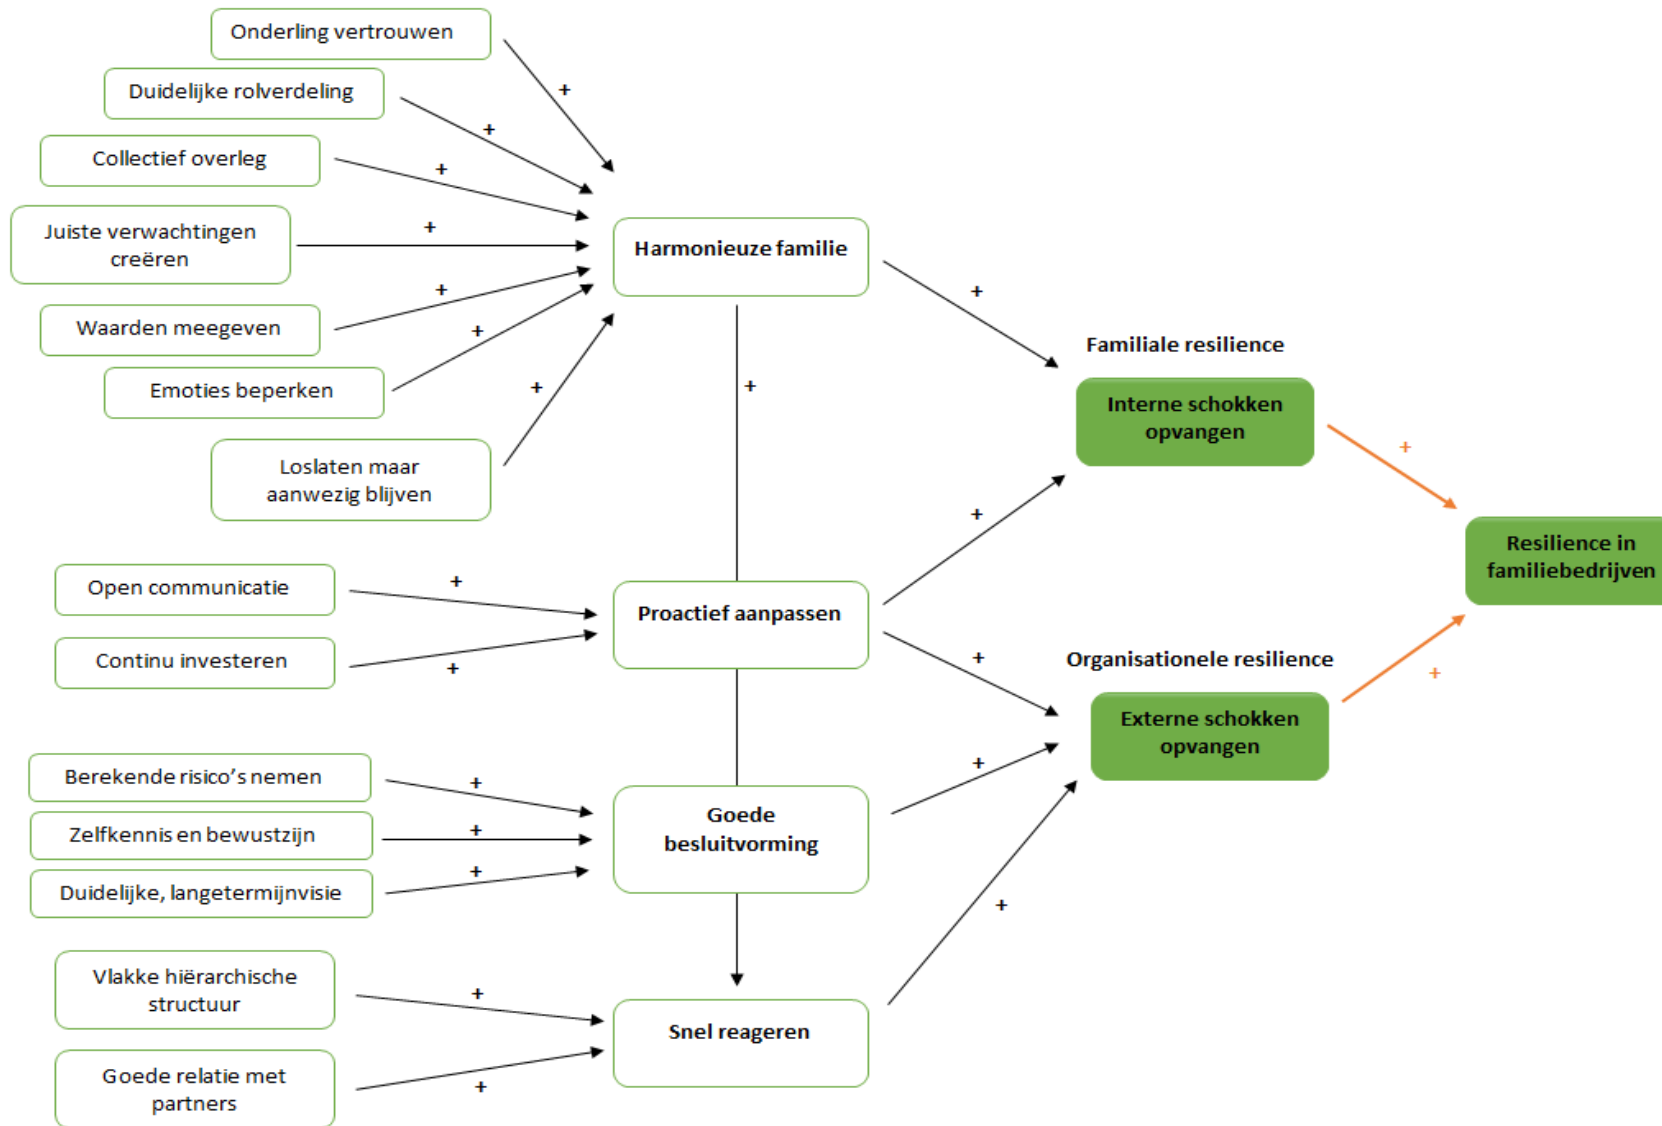 Onderling vertrouwen
+
Duidelijke rolverdeling
+
Collectief overleg
+
Juiste verwachtingen
creëren
+
Waarden meegeven
+
Emoties beperken
+
Loslaten maar
aanwezig blijven
+
Harmonieuze familie
+
+
Familiale resilience
Interne schokken
opvangen
+
Open communicatie
+
Continu investeren
+
Proactief aanpassen
+
+
Organisationele resilience
Externe schokken
opvangen
+
Resilience in
familiebedrijven
Berekende risico's nemen
+
Zelfkennis en bewustzijn
+
Duidelijke, langetermijnvisie
+
Goede
besluitvorming
+
Vlakke hiërarchische
structuur
+
Goede relatie met
partners
+
Snel reageren
+